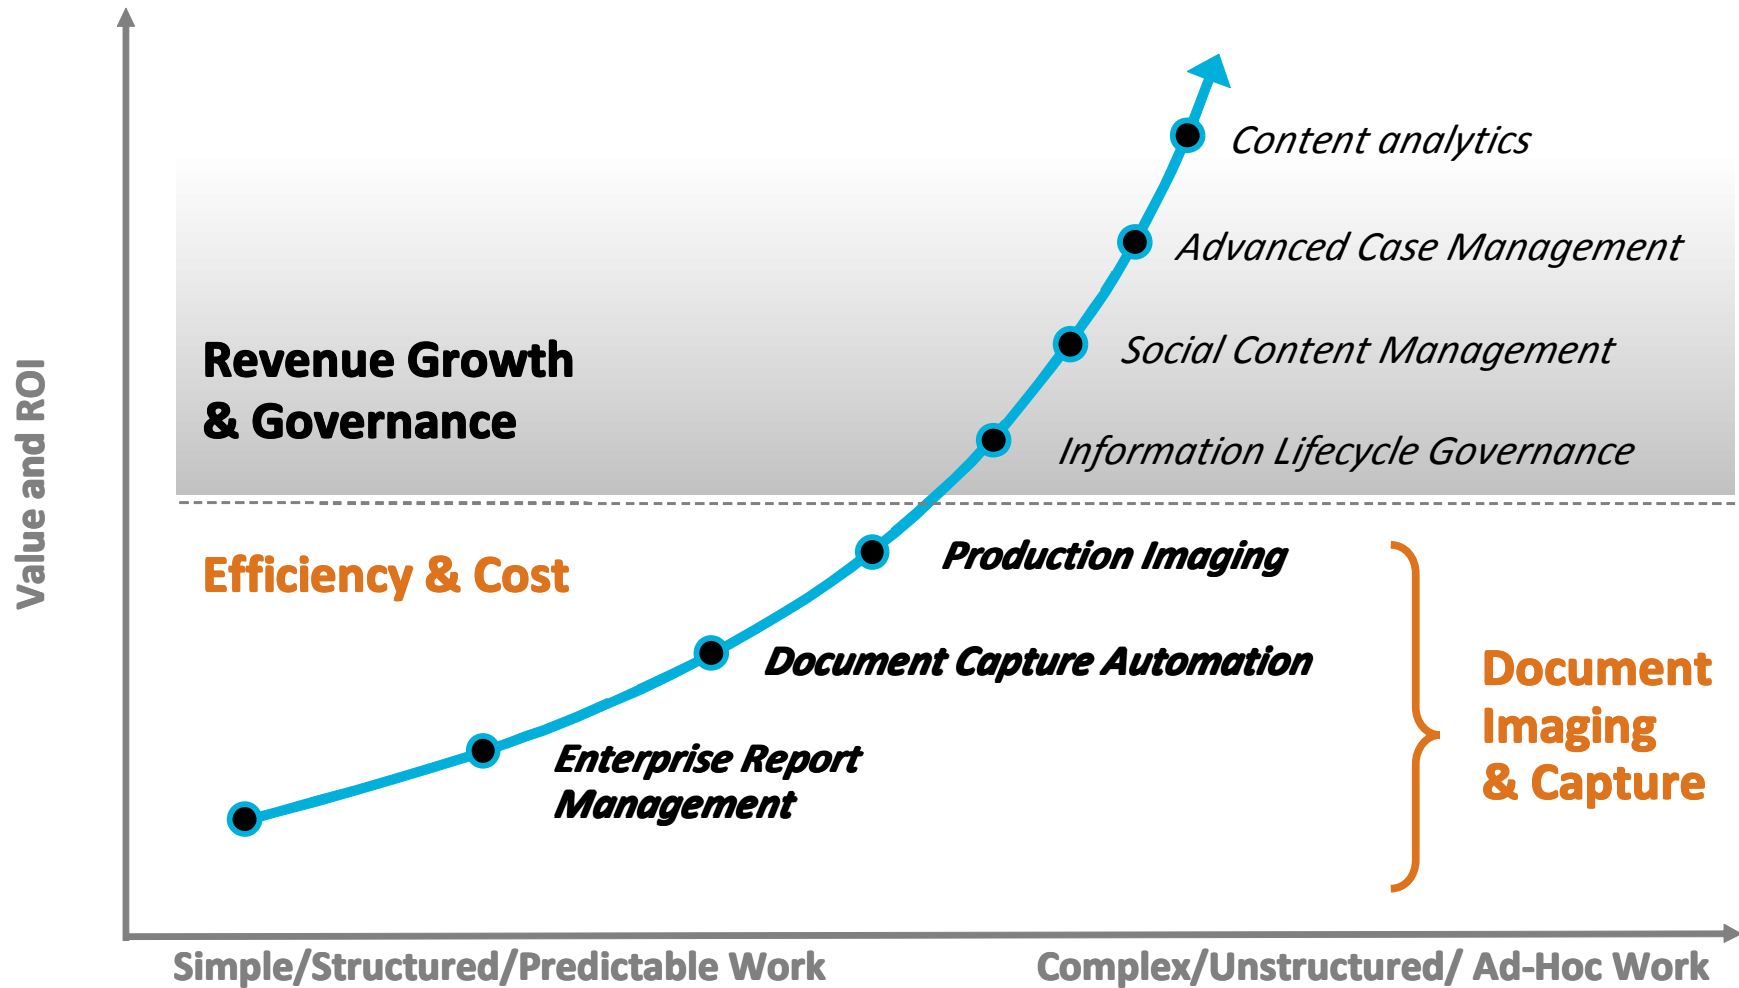 Content analytics
Advanced Case Management
Revenue Growth
& Governance
Social Content Management
Information Lifecycle Governance
Value and ROI
Efficiency & Cost
Production Imaging
Document Capture Automation
Enterprise Report
Management
Document
Imaging
& Capture
Simple/Structured/Predictable Work
Complex/Unstructured/ Ad-Hoc Work